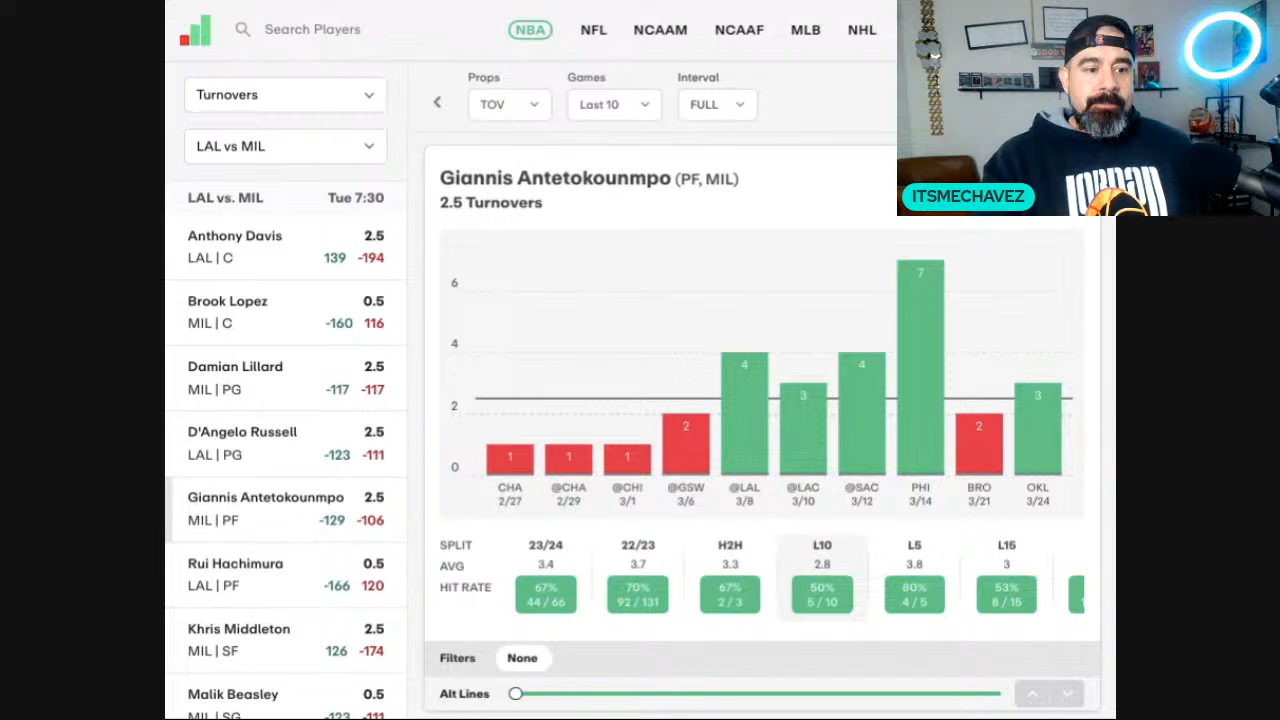 Search Players
NBA
NFL
NCAAM
NCAAF
MLB
NHL
Turnovers
LAL vs MIL
Props
Games
Interval
TOV
Last 10
FULL
LAL vs. MIL
Tue 7:30
Anthony Davis
2.5
LAL | C
139 -194
Brook Lopez
0.5
MIL | C
-160 116
Damian Lillard
2.5
MIL | PG
-117 -117
D'Angelo Russell
2.5
LAL | PG
-123 -111
Giannis Antetokounmpo
2.5
MIL | PF
-129 -106
Rui Hachimura
0.5
LAL | PF
-166 120
Khris Middleton
2.5
MIL | SF
126 -174
Malik Beasley
0.5
MIL | SG
-123 -111
Giannis Antetokounmpo (PF, MIL)
2.5 Turnovers
6
4
2
0
1
1
1
2
4
3
4
7
2
3
CHA @CHA @CHI @GSW @LAL @LAC @SAC PHI BRO OKL
2/27 2/29 3/1 3/6 3/8 3/10 3/12 3/14 3/21 3/24
SPLIT 23/24 22/23 H2H L10 L5 L15
AVG 3.4 3.7 3.3 2.8 3.8 3
HIT RATE 67% 70% 67% 50% 80% 53%
44 / 66 92 / 131 2 / 3 5 / 10 4 / 5 8 / 15
Filters
None
Alt Lines
ITSMECHAVEZ
JORDAN